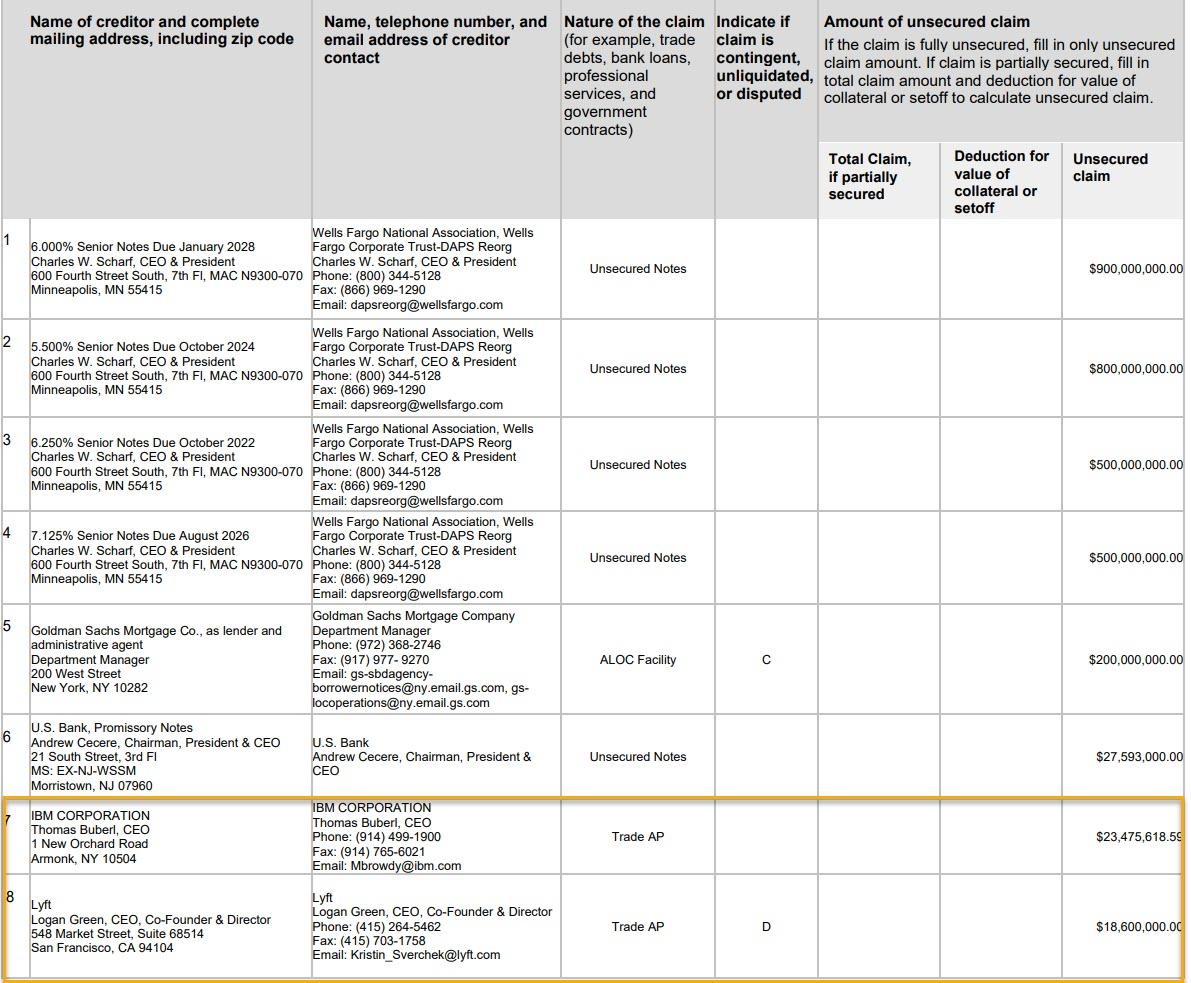 Name of creditor and complete
mailing address, including zip code
Name, telephone number, and
email address of creditor
contact
Nature of the claim
(for example, trade
debts, bank loans,
professional
services, and
government
contracts)
Indicate if
claim is
contingent,
unliquidated,
or disputed
Amount of unsecured claim
If the claim is fully unsecured, fill in only unsecured
claim amount. If claim is partially secured, fill in
total claim amount and deduction for value of
collateral or setoff to calculate unsecured claim.
Total Claim,
if partially
secured
Deduction for
value of
collateral or
setoff
Unsecured
claim
1
6.000% Senior Notes Due January 2028
Charles W. Scharf, CEO & President
600 Fourth Street South, 7th Fl, MAC N9300-070
Minneapolis, MN 55415
Wells Fargo National Association, Wells
Fargo Corporate Trust-DAPS Reorg
Charles W. Scharf, CEO & President
Phone: (800) 344-5128
Fax: (866) 969-1290
Email: dapsreorg@wellsfargo.com
Unsecured Notes
$900,000,000.00
2
5.500% Senior Notes Due October 2024
Charles W. Scharf, CEO & President
600 Fourth Street South, 7th Fl, MAC N9300-070
Minneapolis, MN 55415
Wells Fargo National Association, Wells
Fargo Corporate Trust-DAPS Reorg
Charles W. Scharf, CEO & President
Phone: (800) 344-5128
Fax: (866) 969-1290
Email: dapsreorg@wellsfargo.com
Unsecured Notes
$800,000,000.00
3
6.250% Senior Notes Due October 2022
Charles W. Scharf, CEO & President
600 Fourth Street South, 7th Fl, MAC N9300-070
Minneapolis, MN 55415
Wells Fargo National Association, Wells
Fargo Corporate Trust-DAPS Reorg
Charles W. Scharf, CEO & President
Phone: (800) 344-5128
Fax: (866) 969-1290
Email: dapsreorg@wellsfargo.com
Unsecured Notes
$500,000,000.00
4
7.125% Senior Notes Due August 2026
Charles W. Scharf, CEO & President
600 Fourth Street South, 7th Fl, MAC N9300-070
Minneapolis, MN 55415
Wells Fargo National Association, Wells
Fargo Corporate Trust-DAPS Reorg
Charles W. Scharf, CEO & President
Phone: (800) 344-5128
Fax: (866) 969-1290
Email: dapsreorg@wellsfargo.com
Unsecured Notes
$500,000,000.00
5
Goldman Sachs Mortgage Co., as lender and
administrative agent
Department Manager
200 West Street
New York, NY 10282
Goldman Sachs Mortgage Company
Department Manager
Phone: (972) 368-2746
Fax: (917) 977- 9270
Email: gs-sbdagency-
borrowernotices@ny.email.gs.com, gs-
locoperations@ny.email.gs.com
ALOC Facility
C
$200,000,000.00
6
U.S. Bank, Promissory Notes
Andrew Cecere, Chairman, President & CEO
21 South Street, 3rd Fl
MS: EX-NJ-WSSM
Morristown, NJ 07960
U.S. Bank
Andrew Cecere, Chairman, President &
CEO
Unsecured Notes
$27,593,000.00
7
IBM CORPORATION
Thomas Buberl, CEO
1 New Orchard Road
Armonk, NY 10504
IBM CORPORATION
Thomas Buberl, CEO
Phone: (914) 499-1900
Fax: (914) 765-6021
Email: Mbrowdy@ibm.com
Trade AP
$23,475,618.59
8
Lyft
Logan Green, CEO, Co-Founder & Director
548 Market Street, Suite 68514
San Francisco, CA 94104
Lyft
Logan Green, CEO, Co-Founder & Director
Phone: (415) 264-5462
Fax: (415) 703-1758
Email: Kristin_Sverchek@lyft.com
Trade AP
D
$18,600,000.00